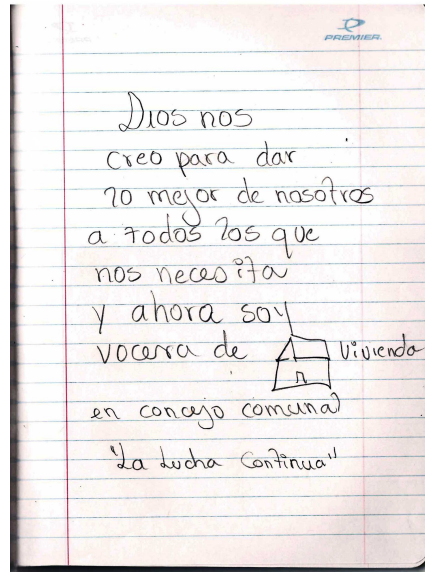 PREMIER
Dios nos
creo para dar
lo mejor de nosotros
a todos los que
nos necesita
y ahora soy
vocera de Vivienda
en concejo comunal
"La Lucha Continua"